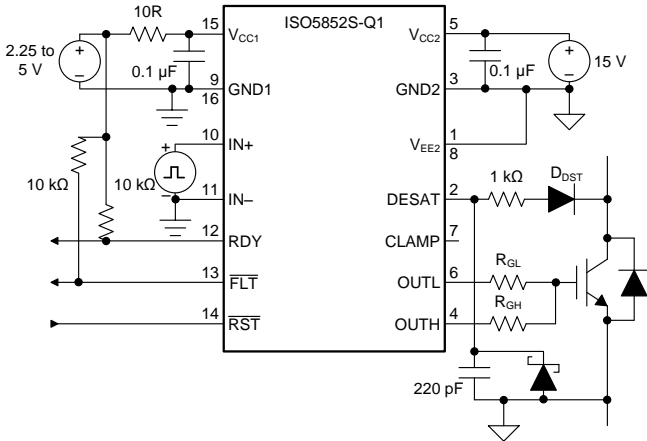 ISO5852S-Q1
10R
15
VCC1
VCC2
5
2.25 to
5 V
+
−
0.1 µF
0.1 µF
+
−
15 V
9
GND1
GND2
3
16
10
IN+
VEE2
1
8
+
−
10 kΩ
10 kΩ
11
IN–
DESAT
2
1 kΩ
DDST
12
RDY
CLAMP
7
13
FLT
OUTL
6
RGL
14
RST
OUTH
4
RGH
220 pF